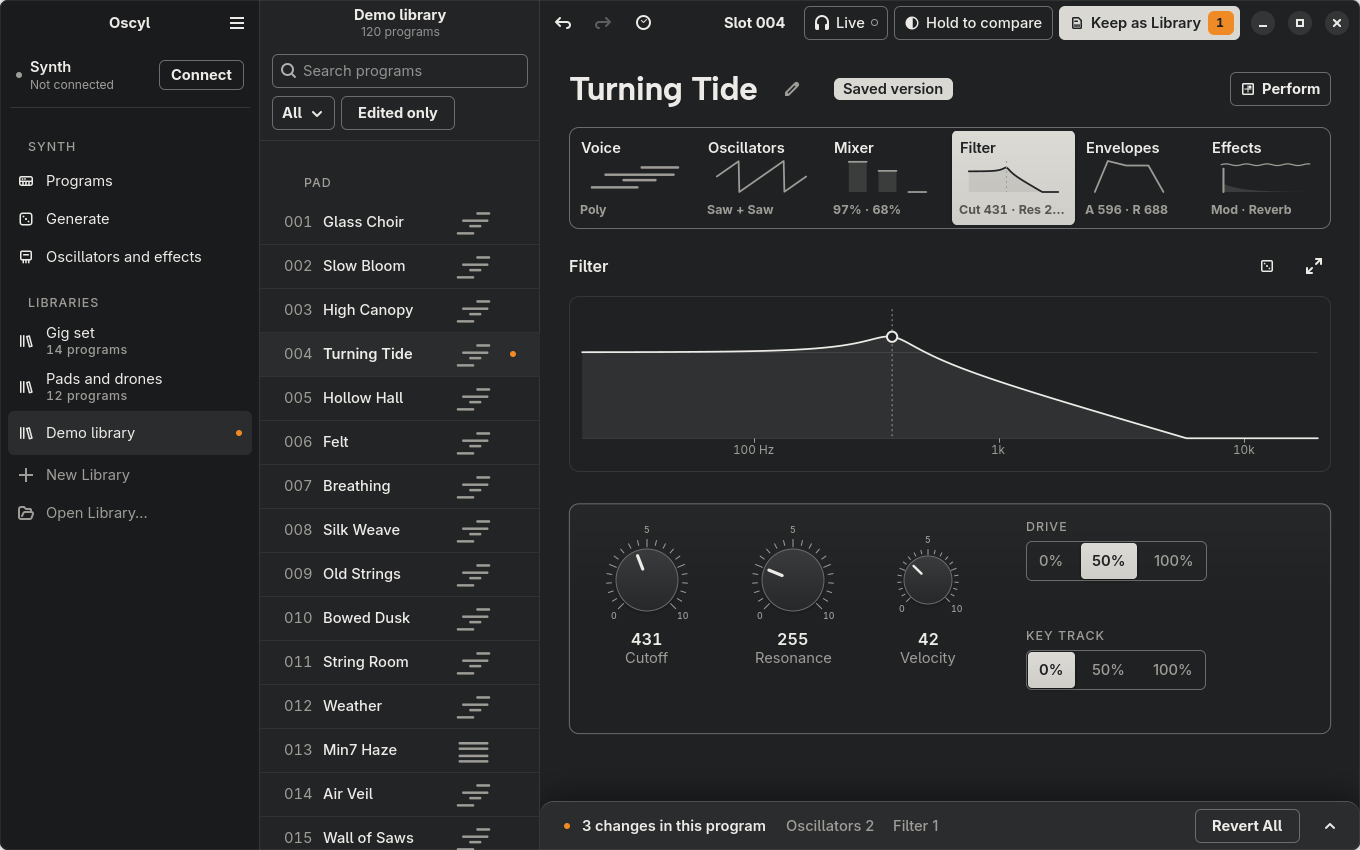 Oscyl
Synth
Not connected
Connect
SYNTH
Programs
Generate
Oscillators and effects
LIBRARIES
Gig set
14 programs
Pads and drones
12 programs
Demo library
New Library
Open Library...
Demo library
120 programs
Search programs
All
Edited only
PAD
001 Glass Choir
002 Slow Bloom
003 High Canopy
004 Turning Tide
005 Hollow Hall
006 Felt
007 Breathing
008 Silk Weave
009 Old Strings
010 Bowed Dusk
011 String Room
012 Weather
013 Min7 Haze
014 Air Veil
015 Wall of Saws
Slot 004
Live
Hold to compare
Keep as Library 1
Turning Tide
Saved version
Perform
Voice
Poly
Oscillators
Saw + Saw
Mixer
97% · 68%
Filter
Cut 431 · Res 2...
Envelopes
A 596 · R 688
Effects
Mod · Reverb
Filter
100 Hz
1k
10k
5
0
10
431
Cutoff
5
0
10
255
Resonance
5
0
10
42
Velocity
DRIVE
0% 50% 100%
KEY TRACK
0% 50% 100%
3 changes in this program
Oscillators 2
Filter 1
Revert All